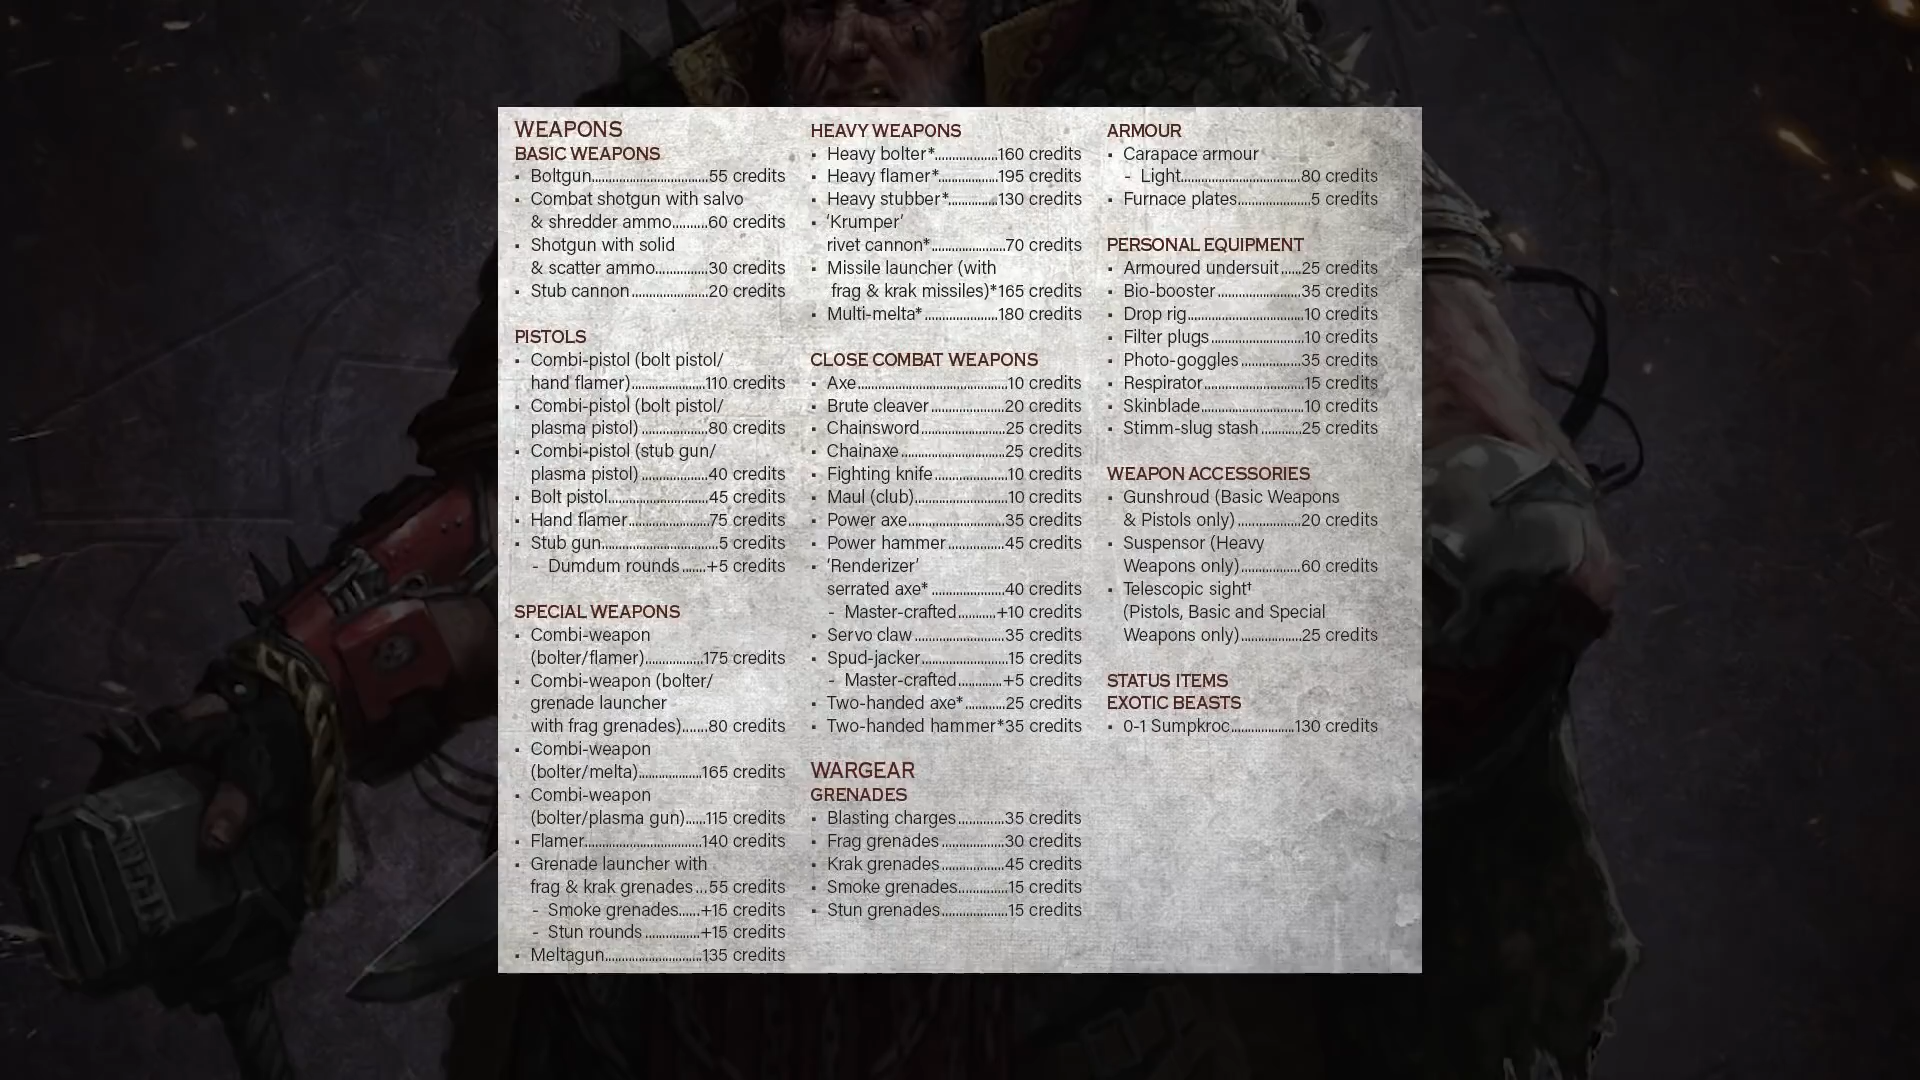 WEAPONS
BASIC WEAPONS
▪ Boltgun..................................55 credits
▪ Combat shotgun with salvo
& shredder ammo..........60 credits
▪ Shotgun with solid
& scatter ammo...............30 credits
▪ Stub cannon......................20 credits
PISTOLS
▪ Combi-pistol (bolt pistol/
hand flamer).....................110 credits
▪ Combi-pistol (bolt pistol/
plasma pistol)...................80 credits
▪ Combi-pistol (stub gun/
plasma pistol)...................40 credits
▪ Bolt pistol.............................45 credits
▪ Hand flamer.......................75 credits
▪ Stub gun..................................5 credits
- Dumdum rounds.......+5 credits
SPECIAL WEAPONS
▪ Combi-weapon
(bolter/flamer).................175 credits
▪ Combi-weapon (bolter/
grenade launcher
with frag grenades).......80 credits
▪ Combi-weapon
(bolter/melta)..................165 credits
▪ Combi-weapon
(bolter/plasma gun)......115 credits
▪ Flamer..................................140 credits
▪ Grenade launcher with
frag & krak grenades...55 credits
- Smoke grenades......+15 credits
- Stun rounds................+15 credits
▪ Meltagun............................135 credits
HEAVY WEAPONS
▪ Heavy bolter*..................160 credits
▪ Heavy flamer*.................195 credits
▪ Heavy stubber*..............130 credits
▪ ‘Krumper’
rivet cannon*.....................70 credits
▪ Missile launcher (with
frag & krak missiles)*165 credits
▪ Multi-melta*.....................180 credits
CLOSE COMBAT WEAPONS
▪ Axe...........................................10 credits
▪ Brute cleaver.....................20 credits
▪ Chainsword........................25 credits
▪ Chainaxe..............................25 credits
▪ Fighting knife.....................10 credits
▪ Maul (club)..........................10 credits
▪ Power axe............................35 credits
▪ Power hammer................45 credits
▪ ‘Renderizer’
serrated axe*.....................40 credits
- Master-crafted...........+10 credits
▪ Servo claw..........................35 credits
▪ Spud-jacker.........................15 credits
- Master-crafted.............+5 credits
▪ Two-handed axe*............25 credits
▪ Two-handed hammer*35 credits
WARGEAR
GRENADES
▪ Blasting charges.............35 credits
▪ Frag grenades..................30 credits
▪ Krak grenades..................45 credits
▪ Smoke grenades..............15 credits
▪ Stun grenades...................15 credits
ARMOUR
▪ Carapace armour
- Light..................................80 credits
▪ Furnace plates.....................5 credits
PERSONAL EQUIPMENT
▪ Armoured undersuit......25 credits
▪ Bio-booster........................35 credits
▪ Drop rig.................................10 credits
▪ Filter plugs...........................10 credits
▪ Photo-goggles.................35 credits
▪ Respirator.............................15 credits
▪ Skinblade..............................10 credits
▪ Stimm-slug stash............25 credits
WEAPON ACCESSORIES
▪ Gunshroud (Basic Weapons
& Pistols only)..................20 credits
▪ Suspensor (Heavy
Weapons only).................60 credits
▪ Telescopic sight†
(Pistols, Basic and Special
Weapons only).................25 credits
STATUS ITEMS
EXOTIC BEASTS
▪ 0-1 Sumpkroc..................130 credits